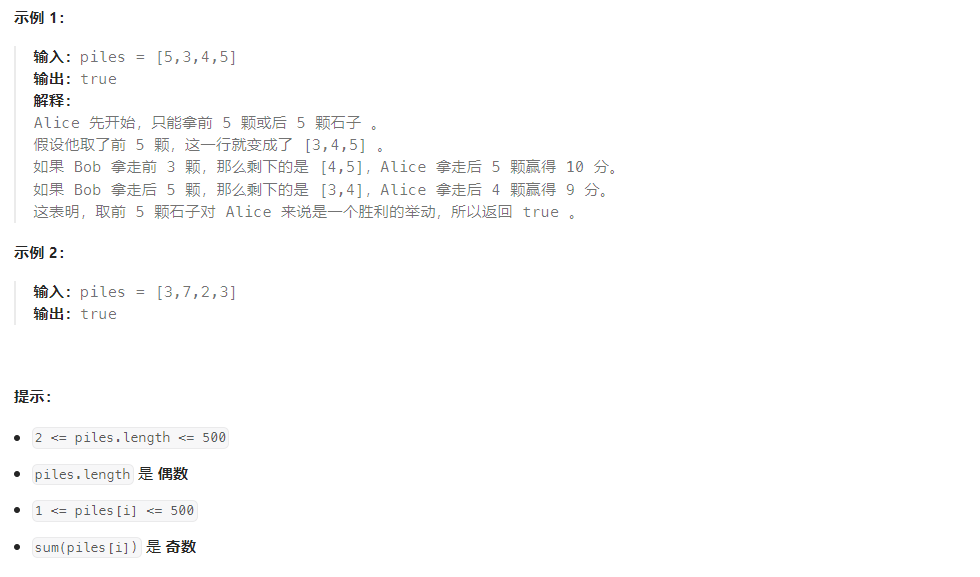 示例 1：
输入：piles = [5,3,4,5]
输出：true
解释：
Alice 先开始，只能拿前 5 颗或后 5 颗石子 。
假设他取了前 5 颗，这一行就变成了 [3,4,5] 。
如果 Bob 拿走前 3 颗，那么剩下的是 [4,5]，Alice 拿走后 5 颗赢得 10 分。
如果 Bob 拿走后 5 颗，那么剩下的是 [3,4]，Alice 拿走后 4 颗赢得 9 分。
这表明，取前 5 颗石子对 Alice 来说是一个胜利的举动，所以返回 true 。
示例 2：
输入：piles = [3,7,2,3]
输出：true
提示：
2 <= piles.length <= 500
piles.length 是 偶数
1 <= piles[i] <= 500
sum(piles[i]) 是 奇数